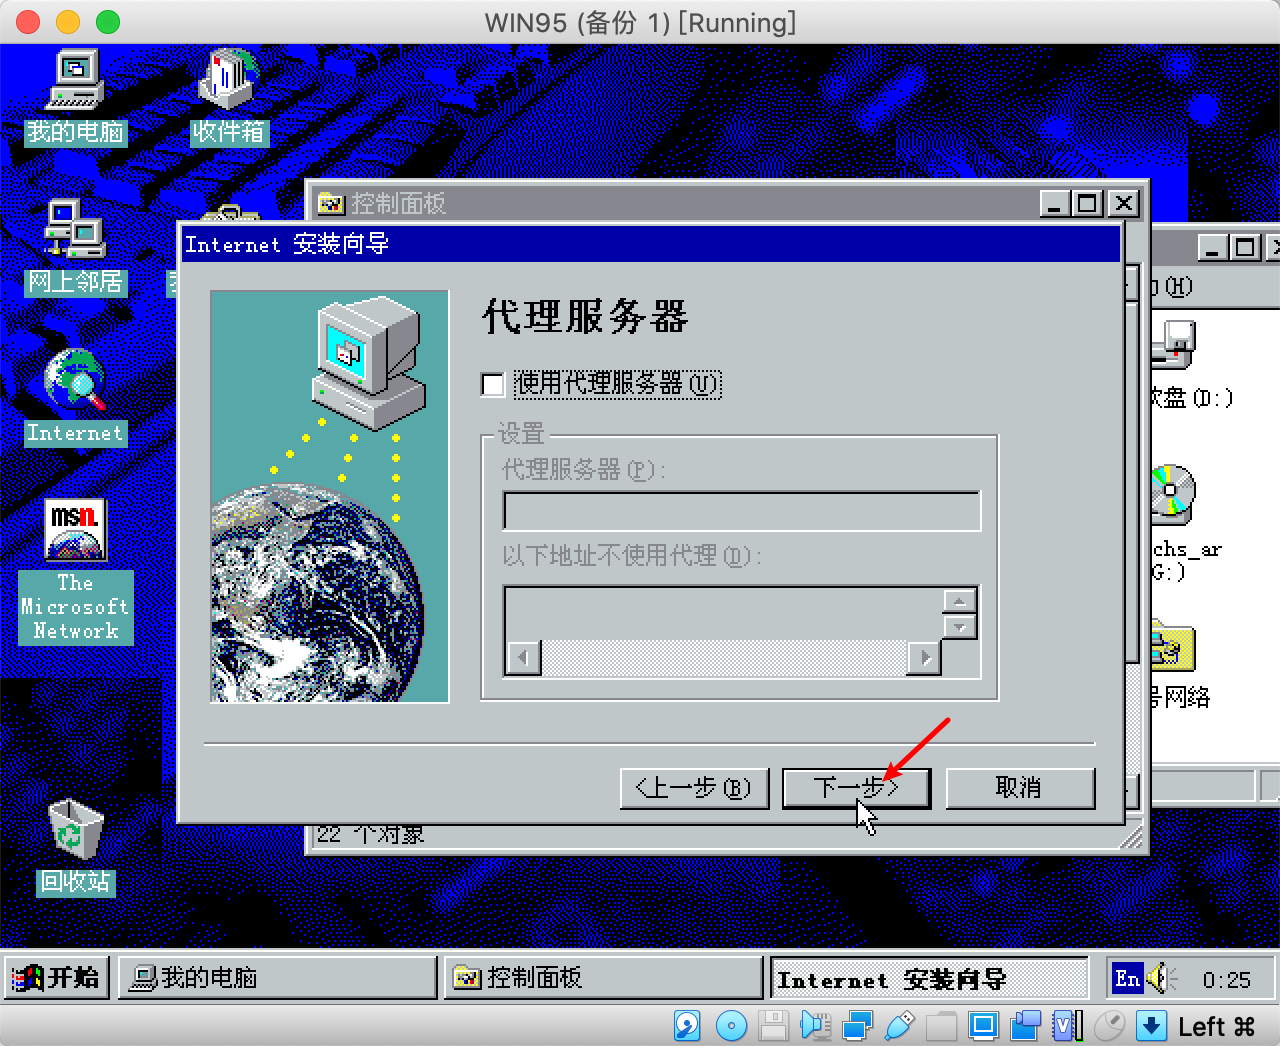 WIN95 (备份 1) [Running]
我的电脑
收件箱
控制面板
网上邻居
Internet 安装向导
(H)
代理服务器
使用代理服务器(U)
软盘(D:)
Internet
设置
代理服务器(P):
msn.
以下地址不使用代理(D):
chs_ar
G:)
The
Microsoft
Network
号网络
<上一步(B)
下一步>
取消
22 个对象
回收站
开始
我的电脑
控制面板
Internet 安装向导
En
0:25
Left ⌘